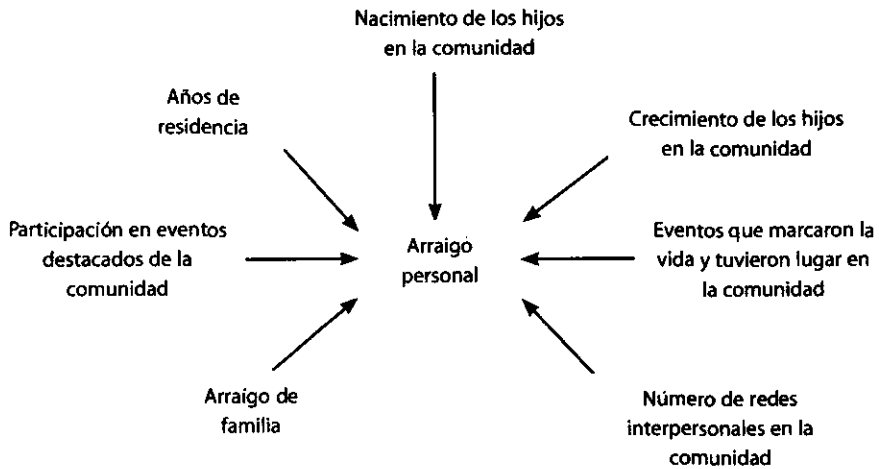 Nacimiento de los hijos
en la comunidad
Años de
residencia
Crecimiento de los hijos
en la comunidad
Participación en eventos
destacados de la
comunidad
Arraigo
personal
Eventos que marcaron la
vida y tuvieron lugar en
la comunidad
Arraigo de
familia
Número de redes
interpersonales en la
comunidad